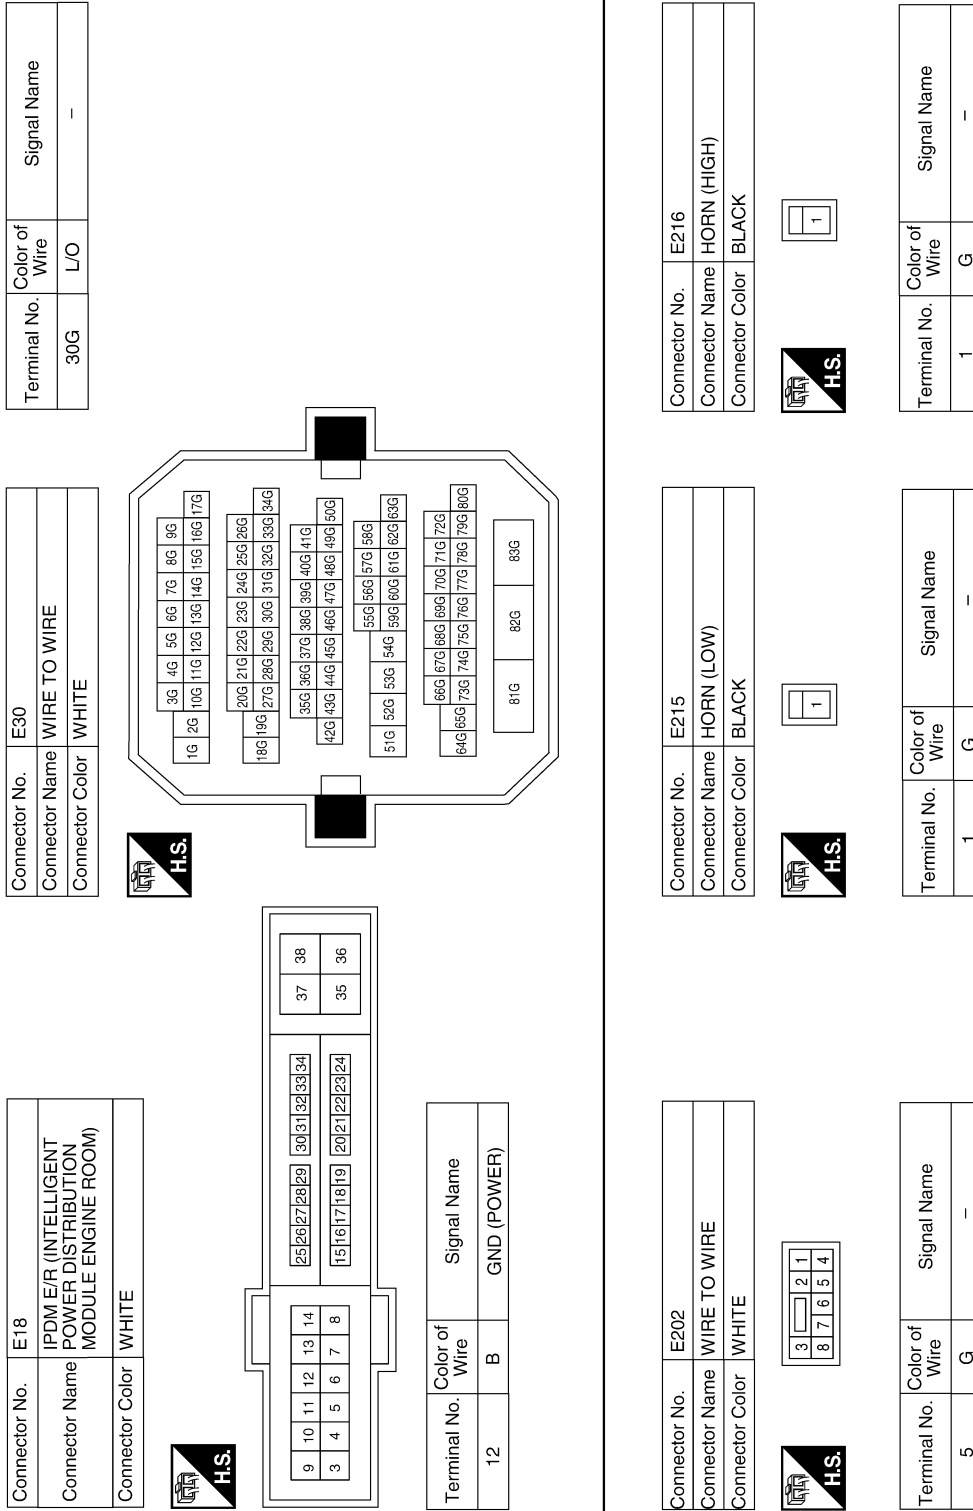 Connector No. E18
Connector Name IPDM E/R (INTELLIGENT
POWER DISTRIBUTION
MODULE ENGINE ROOM)
Connector Color WHITE
H.S.
9 10 11 12 13 14
3 4 5 6 7 8
25 26 27 28 29 30 31 32 33 34
15 16 17 18 19 20 21 22 23 24
37 38
35 36
Terminal No. Color of Wire Signal Name
12 B GND (POWER)
Connector No. E30
Connector Name WIRE TO WIRE
Connector Color WHITE
H.S.
3G 4G 5G 6G 7G 8G 9G
1G 2G 10G 11G 12G 13G 14G 15G 16G 17G
20G 21G 22G 23G 24G 25G 26G
18G 19G 27G 28G 29G 30G 31G 32G 33G 34G
35G 36G 37G 38G 39G 40G 41G
42G 43G 44G 45G 46G 47G 48G 49G 50G
55G 56G 57G 58G
51G 52G 53G 54G 59G 60G 61G 62G 63G
66G 67G 68G 69G 70G 71G 72G
64G 65G 73G 74G 75G 76G 77G 78G 79G 80G
81G 82G 83G
Terminal No. Color of Wire Signal Name
30G L/O –
Connector No. E202
Connector Name WIRE TO WIRE
Connector Color WHITE
H.S.
3 2 1
8 7 6 5 4
Terminal No. Color of Wire Signal Name
5 G –
Connector No. E215
Connector Name HORN (LOW)
Connector Color BLACK
H.S.
1
Terminal No. Color of Wire Signal Name
1 G –
Connector No. E216
Connector Name HORN (HIGH)
Connector Color BLACK
H.S.
1
Terminal No. Color of Wire Signal Name
1 G –